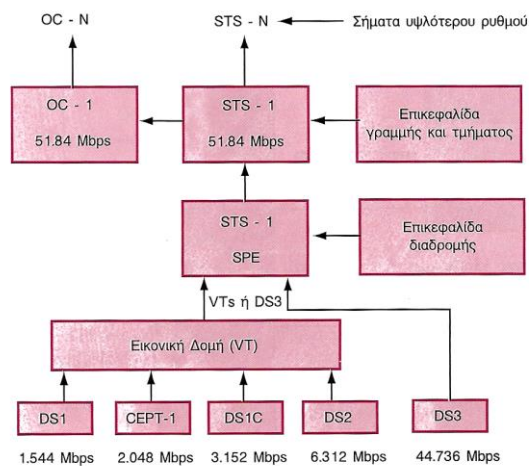 OC - N
STS - N
Σήματα υψλότερου ρυθμού
OC - 1
51.84 Mbps
STS - 1
51.84 Mbps
Επικεφαλίδα
γραμμής και τμήματος
STS - 1
SPE
Επικεφαλίδα
διαδρομής
VTs ή DS3
Εικονική Δομή (VT)
DS1
CEPT-1
DS1C
DS2
DS3
1.544 Mbps
2.048 Mbps
3.152 Mbps
6.312 Mbps
44.736 Mbps